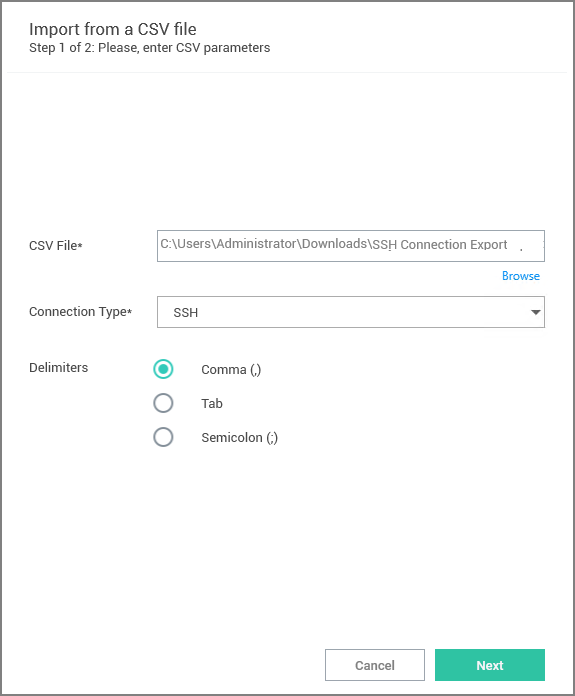 Import from a CSV file
Step 1 of 2: Please, enter CSV parameters
CSV File*
C:\Users\Administrator\Downloads\SSH Connection Export
Browse
Connection Type*
SSH
Delimiters
Comma (,)
Tab
Semicolon (;)
Cancel
Next